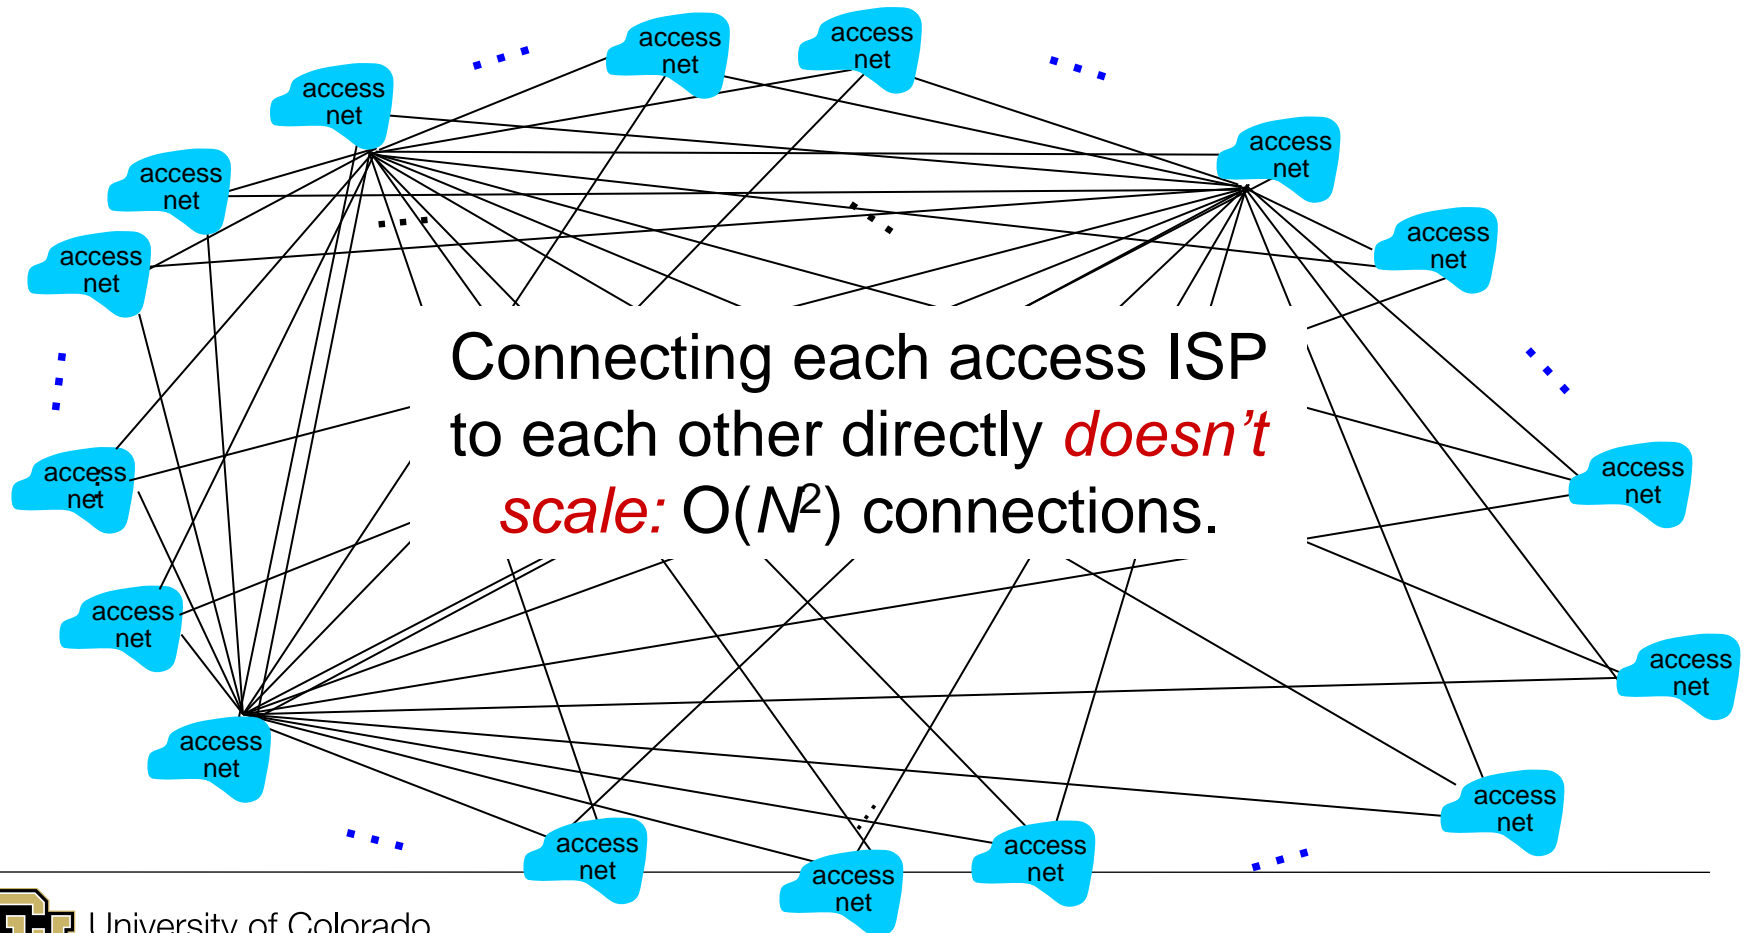 access
net
access
net
access
net
access
net
access
net
access
net
access
net
access
net
Connecting each access ISP
to each other directly doesn't
scale: O(N²) connections.
access
net
access
net
access
net
access
net
access
net
access
net
access
net
access
net
access
net
University of Colorado